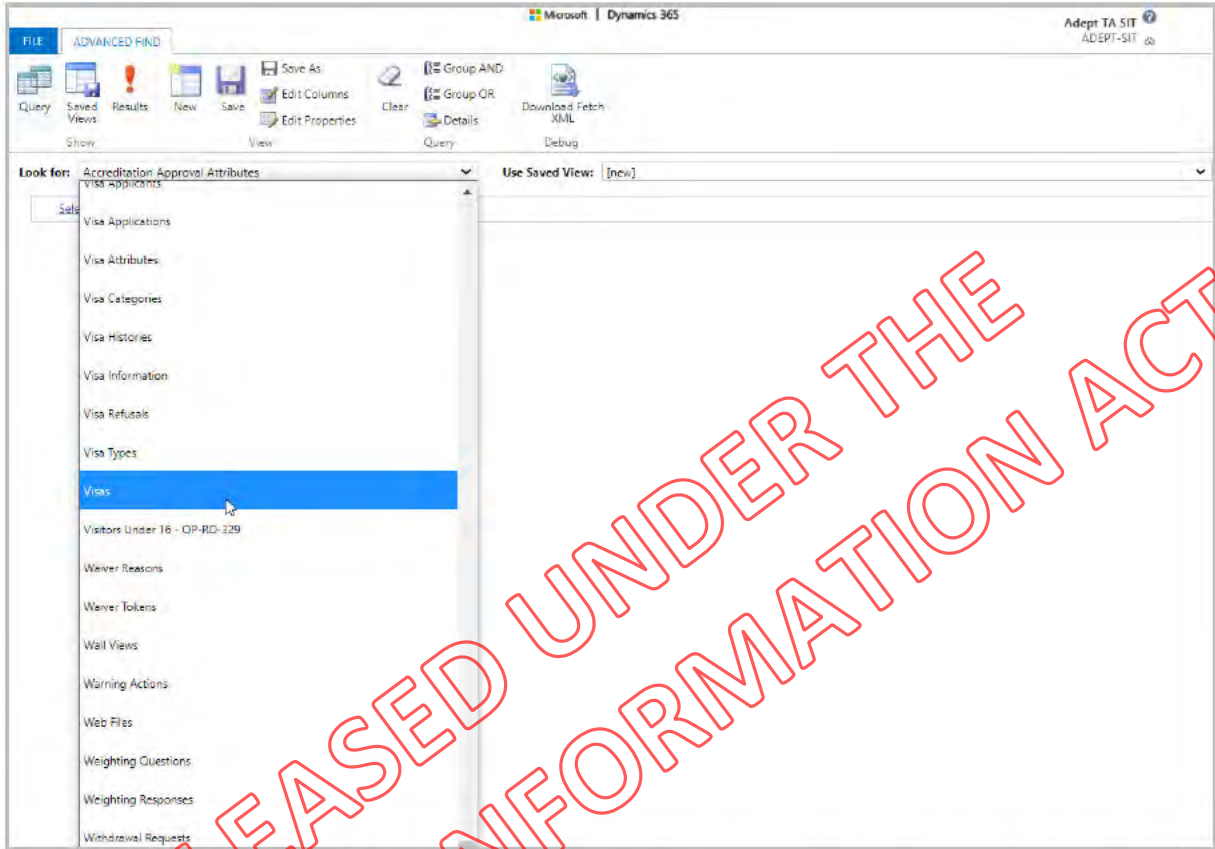 Microsoft | Dynamics 365
Adept TA SIT
ADEPT-SIT
FILE
ADVANCED FIND
Query
Saved Views
Results
New
Save
Save As
Edit Columns
Edit Properties
Clear
Group AND
Group OR
Details
Download Fetch XML
Show
View
Query
Debug
Look for: Accreditation Approval Attributes
Use Saved View: [new]
Sele
Visa Applicants
Visa Applications
Visa Attributes
Visa Categories
Visa Histories
Visa Information
Visa Refusals
Visa Types
Visas
Visitors Under 16 - OP-RD-329
Waiver Reasons
Waiver Tokens
Wall Views
Warning Actions
Web Files
Weighting Questions
Weighting Responses
Withdrawal Requests
EASED UNDER THE
NFORMATION ACT